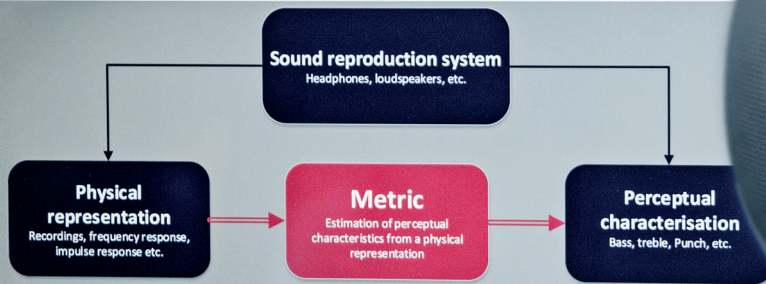 Sound reproduction system
Headphones, loudspeakers, etc.
Physical
representation
Recordings, frequency response,
impulse response etc.
Metric
Estimation of perceptual
characteristics from a physical
representation
Perceptual
characterisation
Bass, treble, Punch, etc.